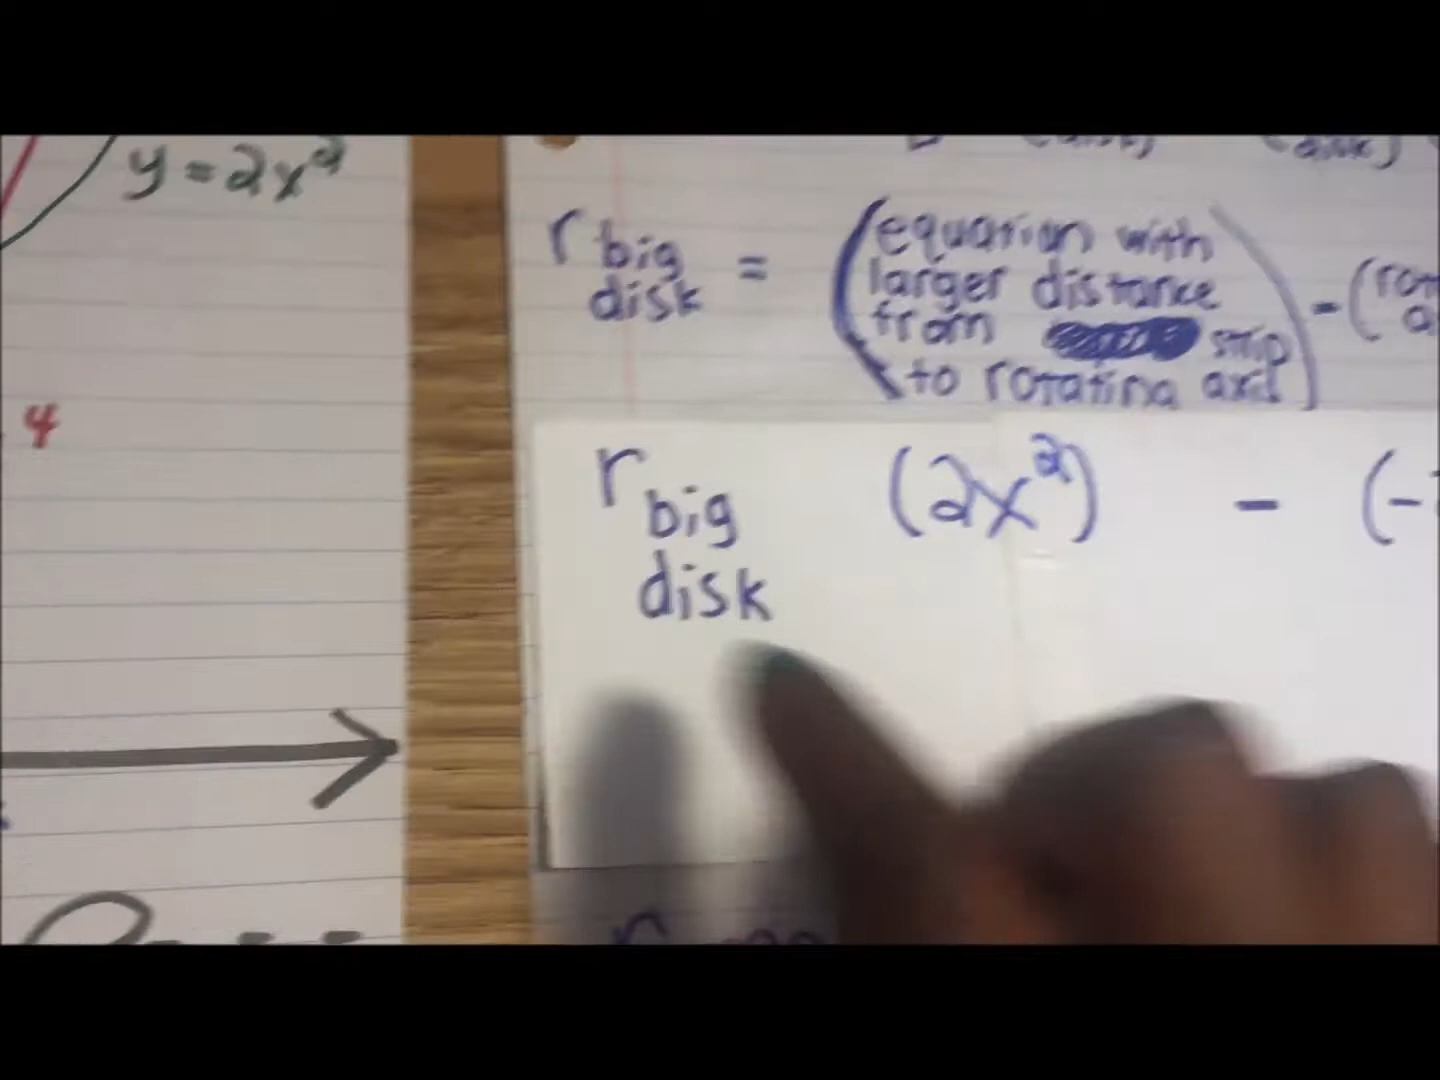 y = 2x²
r big disk = (equation with
larger distance
from strip
to rotating axis) - (
4
r big disk (2x²) - (-